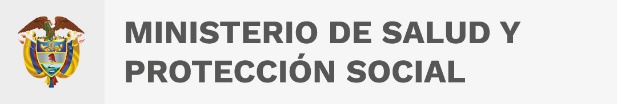 MINISTERIO DE SALUD Y
PROTECCIÓN SOCIAL